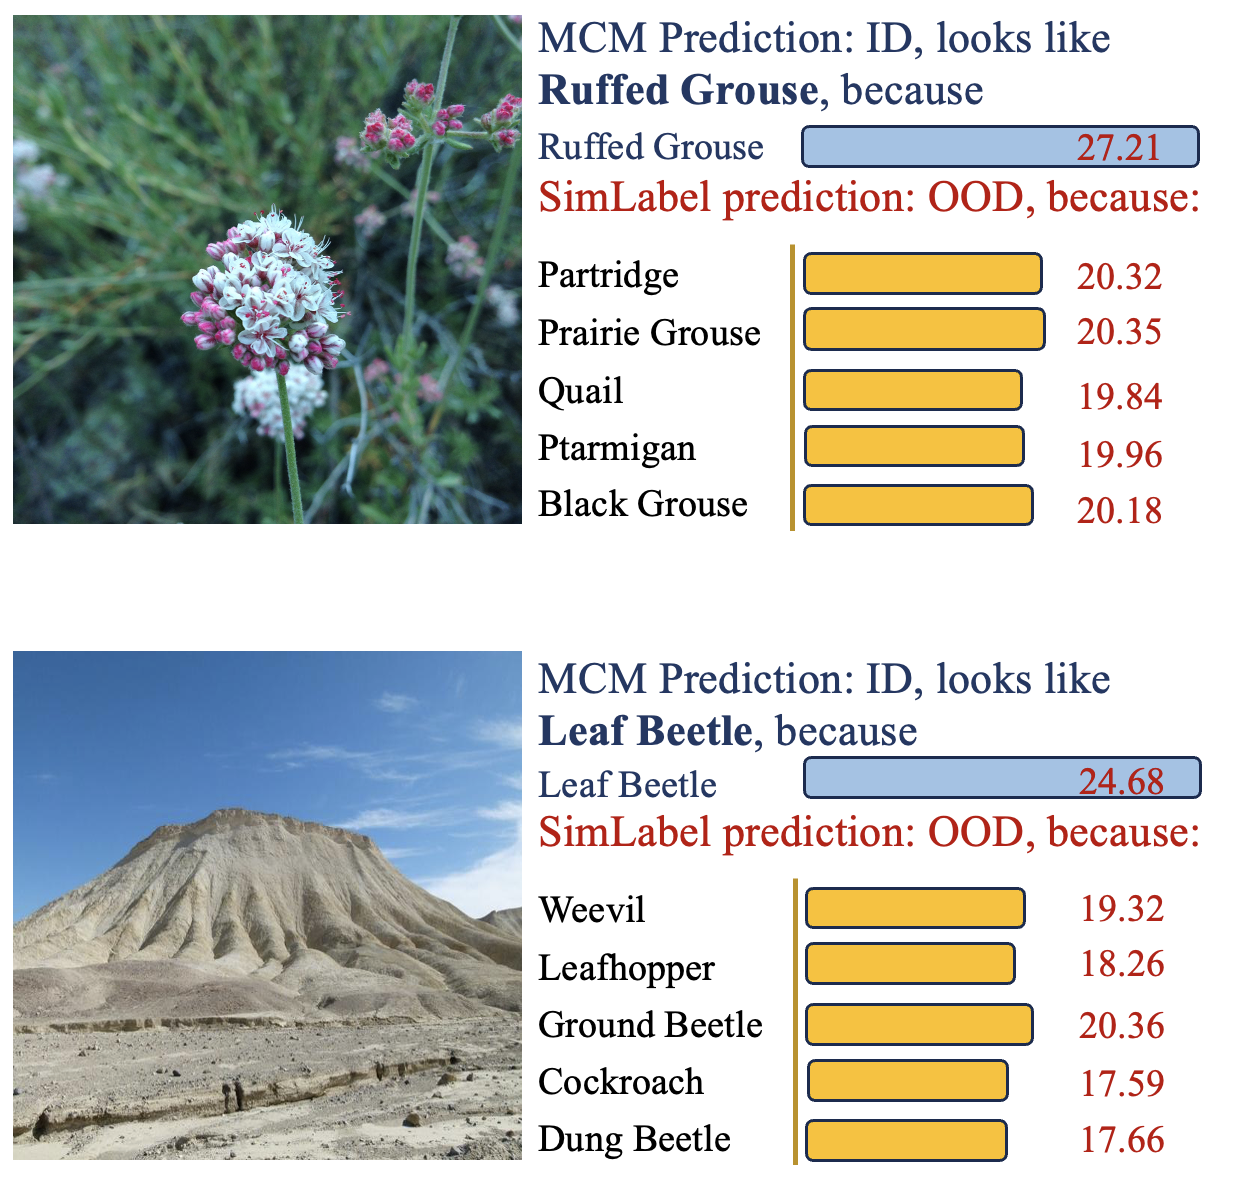 MCM Prediction: ID, looks like
Ruffed Grouse, because
Ruffed Grouse 27.21
SimLabel prediction: OOD, because:
Partridge 20.32
Prairie Grouse 20.35
Quail 19.84
Ptarmigan 19.96
Black Grouse 20.18
MCM Prediction: ID, looks like
Leaf Beetle, because
Leaf Beetle 24.68
SimLabel prediction: OOD, because:
Weevil 19.32
Leafhopper 18.26
Ground Beetle 20.36
Cockroach 17.59
Dung Beetle 17.66